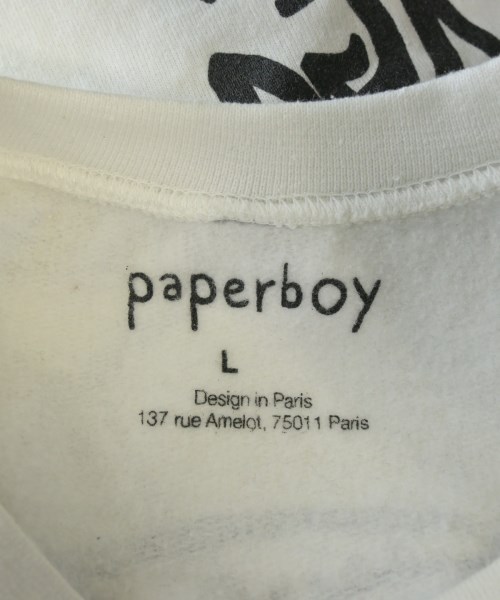 paperboy
L
Design in Paris
137 rue Amelot, 75011 Paris